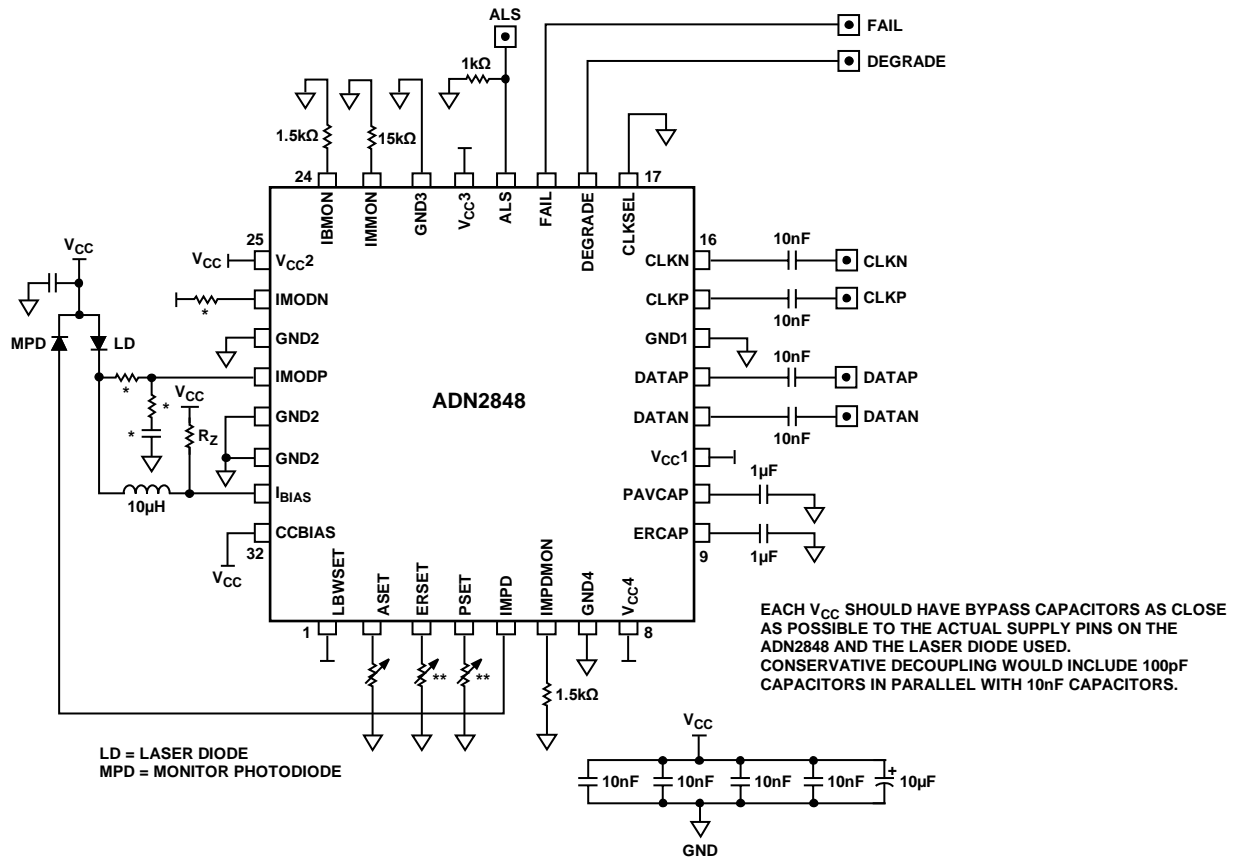 ALS
FAIL
DEGRADE
1kΩ
1.5kΩ
15kΩ
24
17
IBMON
IMMON
GND3
VCC3
ALS
FAIL
DEGRADE
CLKSEL
VCC
25
VCC
VCC2
16
CLKN
10nF
CLKN
IMODN
*
CLKP
10nF
CLKP
MPD
LD
GND2
GND1
10nF
IMODP
*
VCC
ADN2848
DATAP
DATAP
*
*
GND2
DATAN
10nF
DATAN
RZ
GND2
VCC1
1µF
10µH
IBIAS
PAVCAP
CCBIAS
32
VCC
ERCAP
9
1µF
LBWSET
ASET
ERSET
PSET
IMPD
IMPDMON
GND4
VCC4
1
8
**
**
1.5kΩ
EACH VCC SHOULD HAVE BYPASS CAPACITORS AS CLOSE
AS POSSIBLE TO THE ACTUAL SUPPLY PINS ON THE
ADN2848 AND THE LASER DIODE USED.
CONSERVATIVE DECOUPLING WOULD INCLUDE 100pF
CAPACITORS IN PARALLEL WITH 10nF CAPACITORS.
LD = LASER DIODE
MPD = MONITOR PHOTODIODE
VCC
10nF
10nF
10nF
10nF
+
10µF
GND